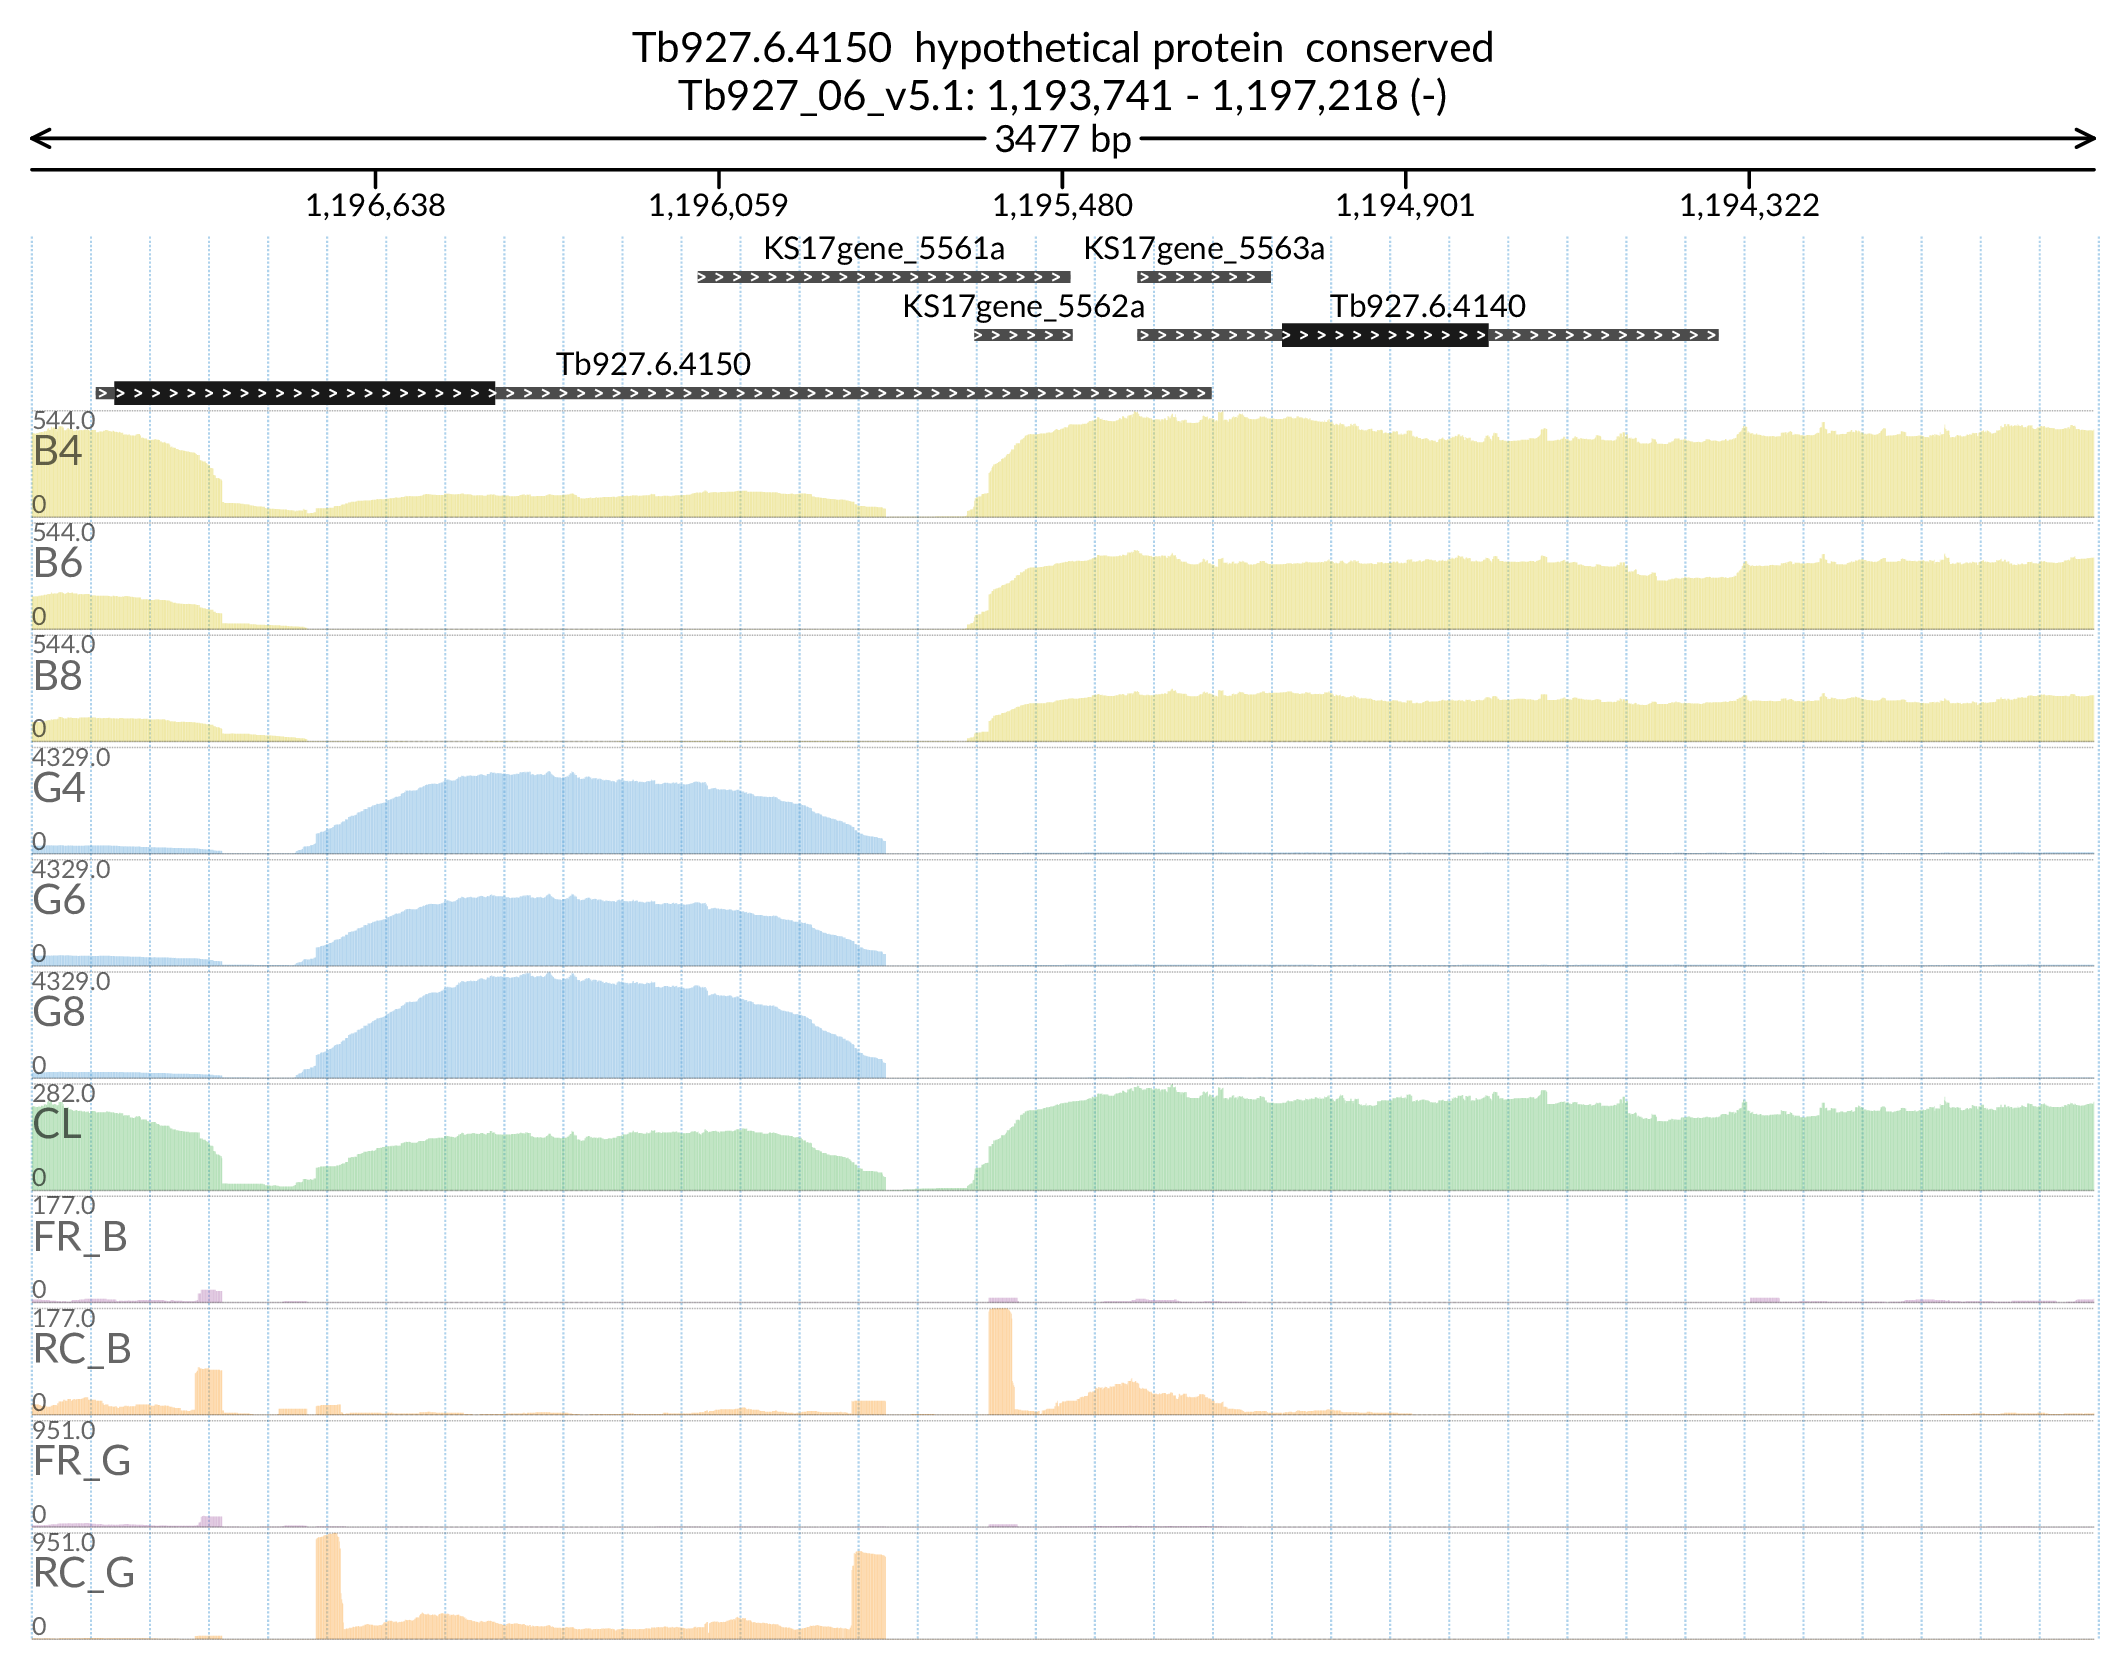 Tb927.6.4150  hypothetical protein  conserved
Tb927_06_v5.1: 1,193,741 - 1,197,218 (-)
3477 bp
1,196,638 1,196,059 1,195,480 1,194,901 1,194,322
KS17gene_5561a KS17gene_5563a
KS17gene_5562a Tb927.6.4140
Tb927.6.4150
544.0
B4
0
544.0
B6
0
544.0
B8
0
4329.0
G4
0
4329.0
G6
0
4329.0
G8
0
282.0
CL
0
177.0
FR_B
0
177.0
RC_B
0
951.0
FR_G
0
951.0
RC_G
0